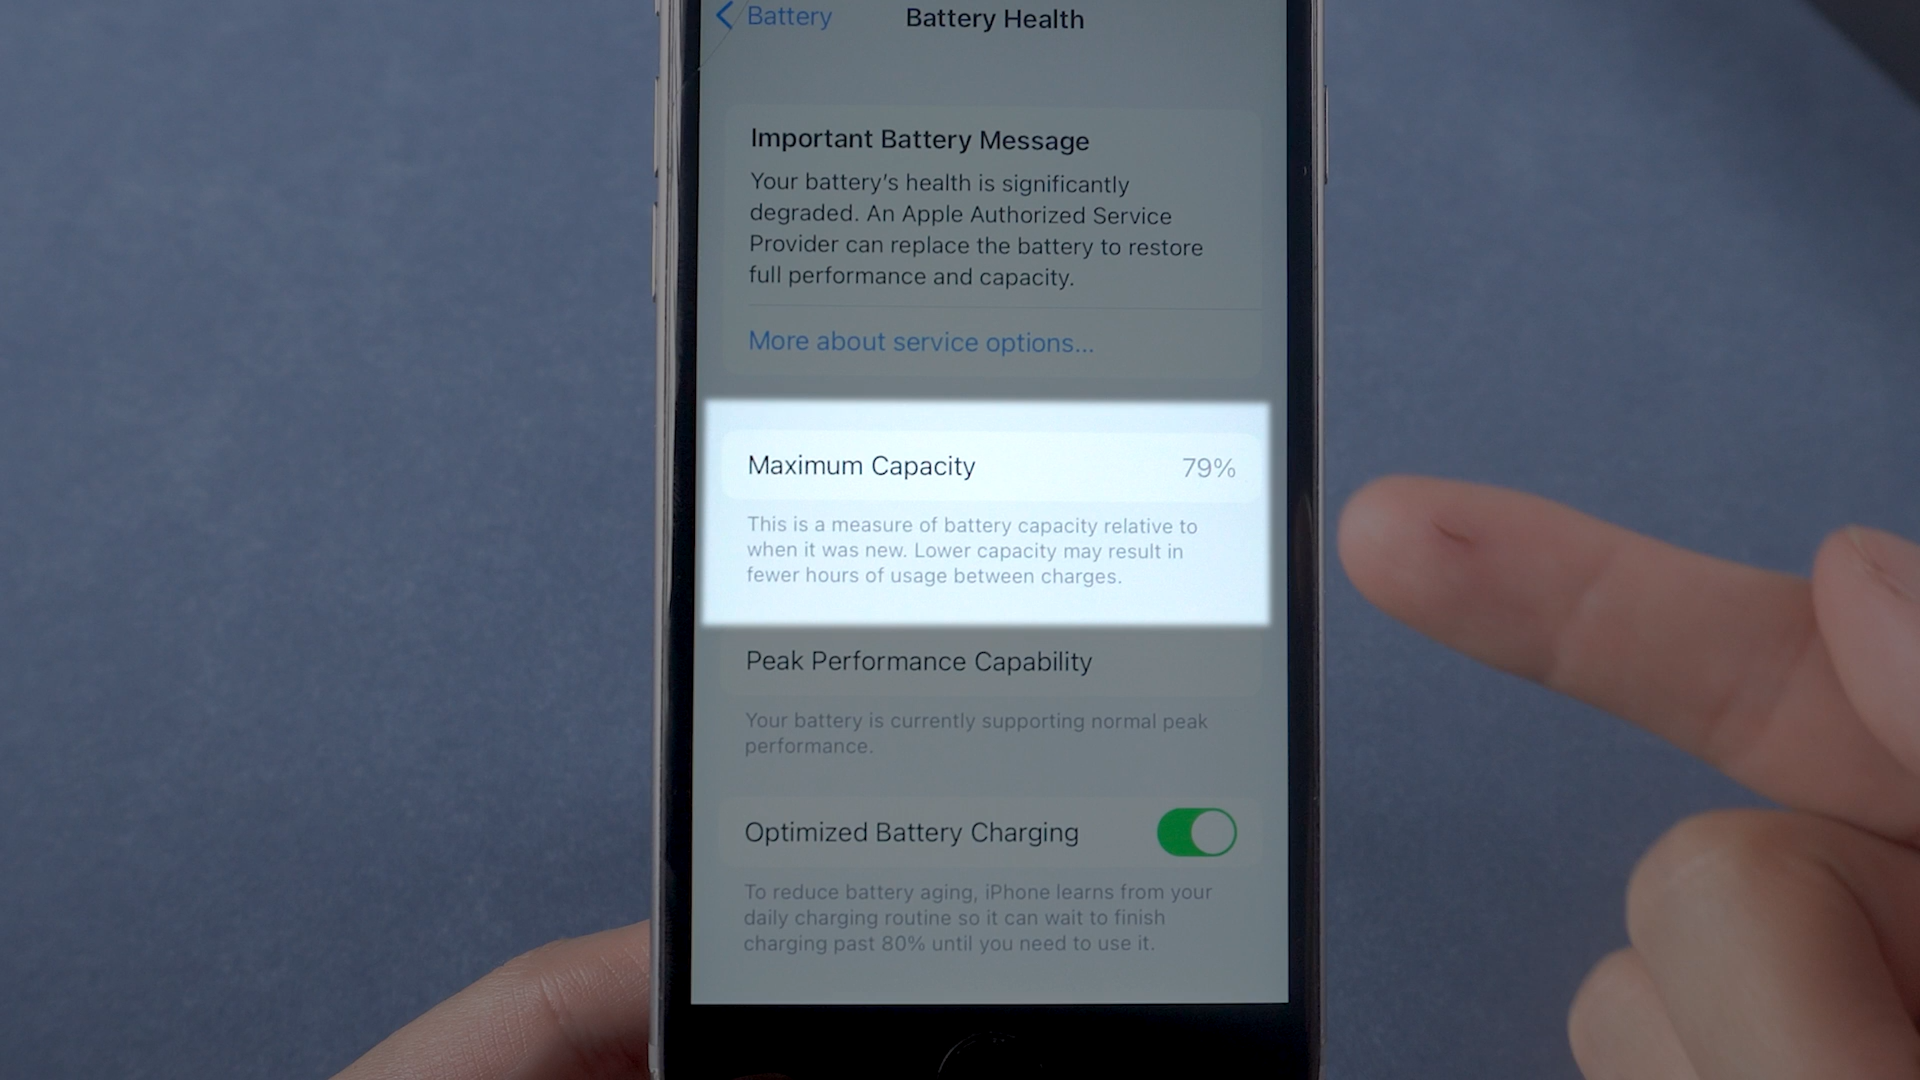 Battery
Battery Health
Important Battery Message
Your battery's health is significantly
degraded. An Apple Authorized Service
Provider can replace the battery to restore
full performance and capacity.
More about service options...
Maximum Capacity 79%
This is a measure of battery capacity relative to
when it was new. Lower capacity may result in
fewer hours of usage between charges.
Peak Performance Capability
Your battery is currently supporting normal peak
performance.
Optimized Battery Charging
To reduce battery aging, iPhone learns from your
daily charging routine so it can wait to finish
charging past 80% until you need to use it.